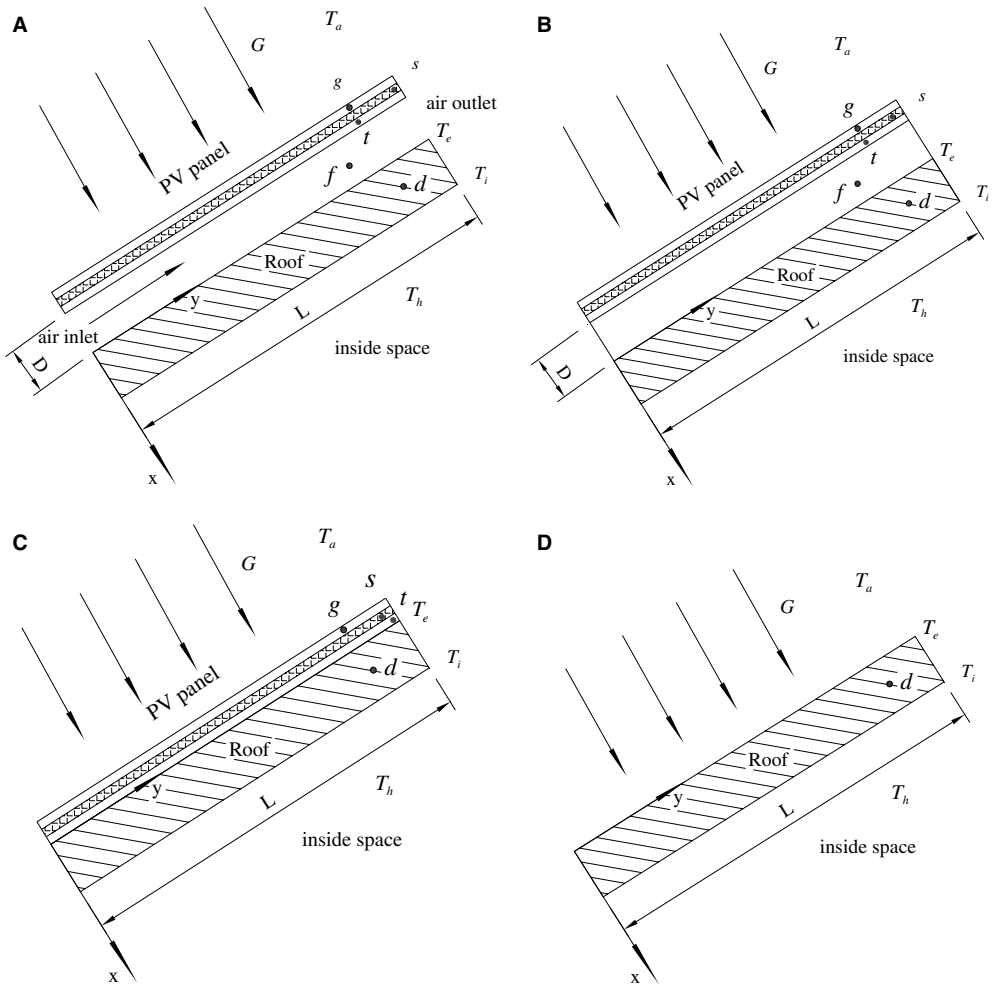 A
T_a
G
s
g
air outlet
t
T_e
PV panel
f
T_i
d
Roof
y
T_h
L
air inlet
inside space
D
x
B
T_a
G
s
g
t
T_e
PV panel
f
T_i
d
Roof
y
T_h
L
inside space
D
x
C
T_a
G
s
g
t
T_e
T_i
d
PV panel
Roof
y
T_h
L
inside space
x
D
T_a
G
T_e
T_i
d
Roof
y
T_h
L
inside space
x